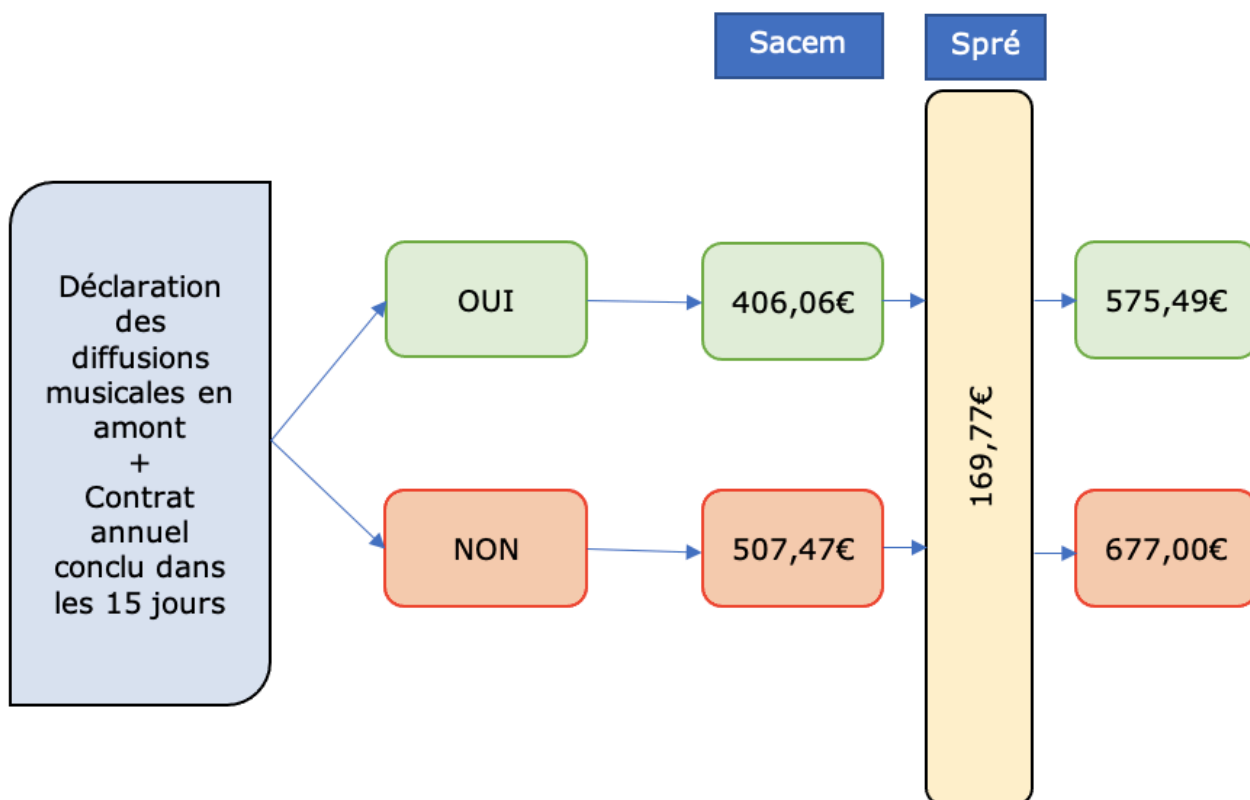 Sacem
Spré
Déclaration
des
diffusions
musicales en
amont
+
Contrat
annuel
conclu dans
les 15 jours
OUI
406,06€
575,49€
169,77€
NON
507,47€
677,00€